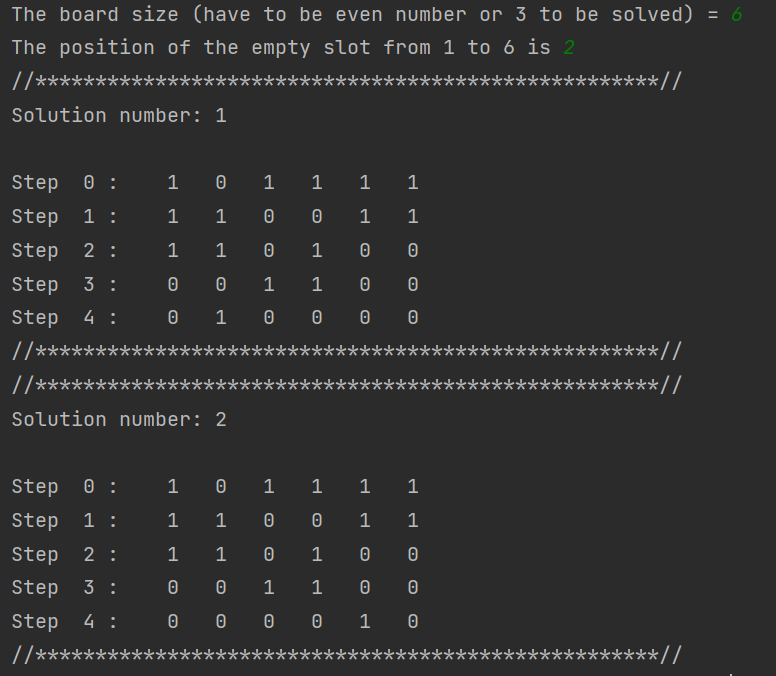 The board size (have to be even number or 3 to be solved) = 6
The position of the empty slot from 1 to 6 is 2
//****************************************************//
Solution number: 1
Step  0 :    1   0   1   1   1   1
Step  1 :    1   1   0   0   1   1
Step  2 :    1   1   0   1   0   0
Step  3 :    0   0   1   1   0   0
Step  4 :    0   1   0   0   0   0
//****************************************************//
//****************************************************//
Solution number: 2
Step  0 :    1   0   1   1   1   1
Step  1 :    1   1   0   0   1   1
Step  2 :    1   1   0   1   0   0
Step  3 :    0   0   1   1   0   0
Step  4 :    0   0   0   0   1   0
//****************************************************//